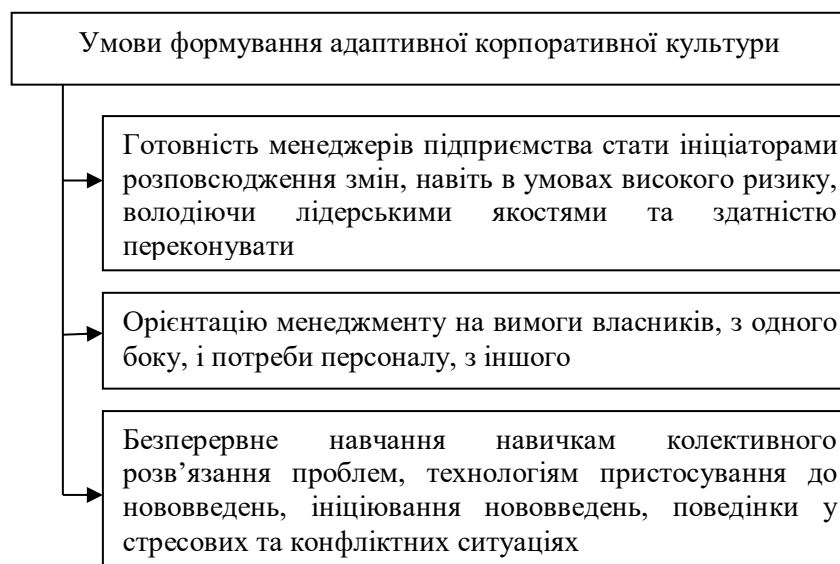 Умови формування адаптивної корпоративної культури
Готовність менеджерів підприємства стати ініціаторами
розповсюдження змін, навіть в умовах високого ризику,
володіючи лідерськими якостями та здатністю
переконувати
Орієнтацію менеджменту на вимоги власників, з одного
боку, і потреби персоналу, з іншого
Безперервне навчання навичкам колективного
розв’язання проблем, технологіям пристосування до
нововведень, ініціювання нововведень, поведінки у
стресових та конфліктних ситуаціях